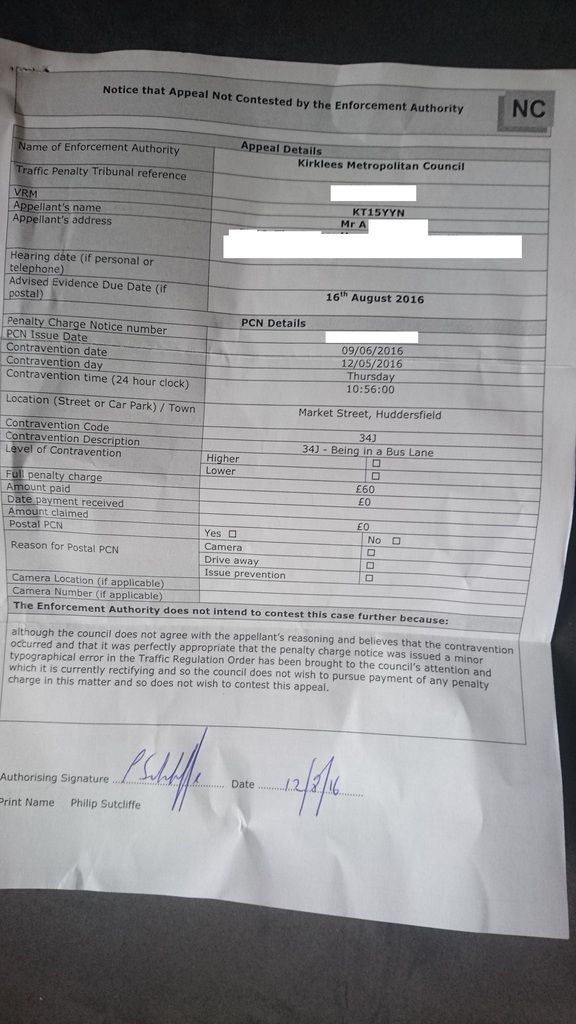 Notice that Appeal Not Contested by the Enforcement Authority
NC
Appeal Details
Name of Enforcement Authority Kirklees Metropolitan Council
Traffic Penalty Tribunal reference
VRM KT15YYN
Appellant's name Mr A
Appellant's address
Hearing date (if personal or
telephone)
Advised Evidence Due Date (if
postal) 16th August 2016
PCN Details
Penalty Charge Notice number
PCN Issue Date 09/06/2016
Contravention date 12/05/2016
Contravention day Thursday
Contravention time (24 hour clock) 10:56:00
Location (Street or Car Park) / Town Market Street, Huddersfield
Contravention Code 34J
Contravention Description 34J - Being in a Bus Lane
Level of Contravention Higher
Lower
Full penalty charge £60
Amount paid £0
Date payment received
Amount claimed £0
Postal PCN Yes No
Reason for Postal PCN Camera
Drive away
Issue prevention
Camera Location (if applicable)
Camera Number (if applicable)
The Enforcement Authority does not intend to contest this case further because:
although the council does not agree with the appellant's reasoning and believes that the contravention
occurred and that it was perfectly appropriate that the penalty charge notice was issued a minor
typographical error in the Traffic Regulation Order has been brought to the council's attention and
which it is currently rectifying and so the council does not wish to pursue payment of any penalty
charge in this matter and so does not wish to contest this appeal.
Authorising Signature P Sutcliffe Date 12/8/16
Print Name Philip Sutcliffe